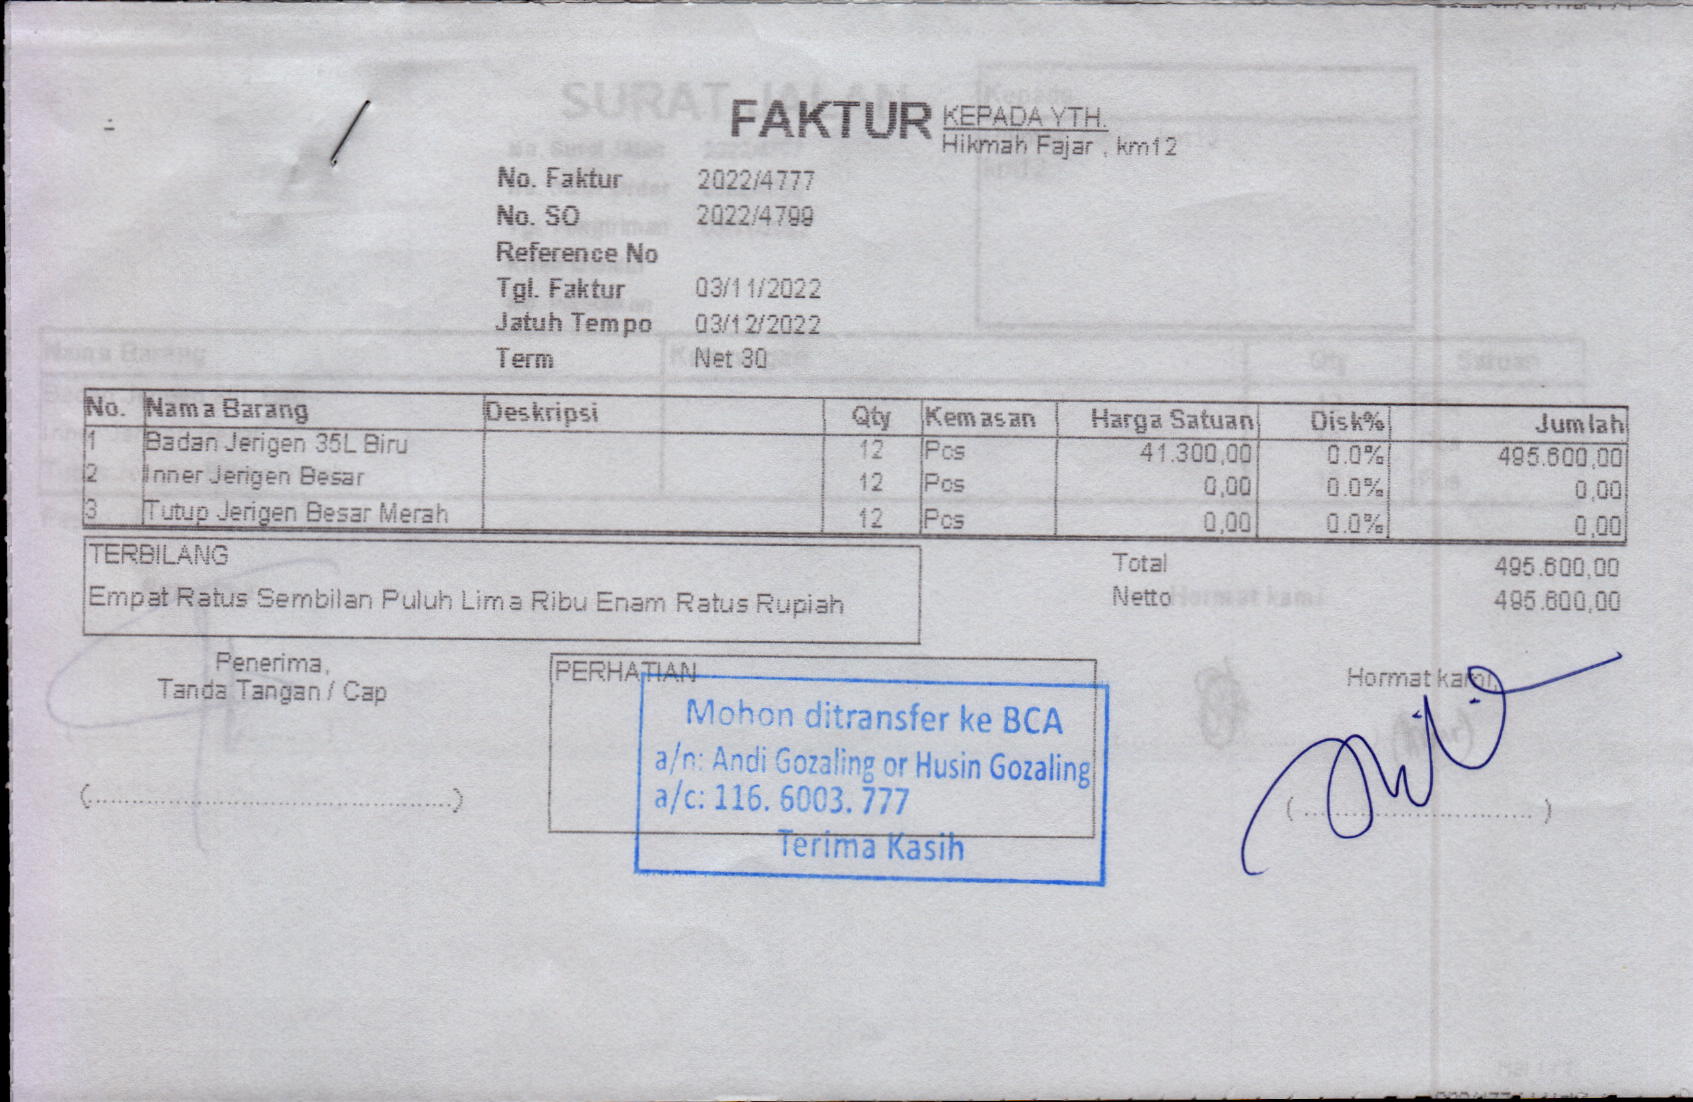 FAKTUR
KEPADA YTH.
Hikmah Fajar , km12
No. Faktur 2022/4777
No. SO 2022/4799
Reference No
Tgl. Faktur 03/11/2022
Jatuh Tempo 03/12/2022
Term Net 30
No. Nama Barang Deskripsi Qty Kemasan Harga Satuan Disk% Jumlah
1 Badan Jerigen 35L Biru 12 Pcs 41.300,00 0.0% 495.600,00
2 Inner Jerigen Besar 12 Pcs 0,00 0.0% 0,00
3 Tutup Jerigen Besar Merah 12 Pcs 0,00 0.0% 0,00
TERBILANG
Empat Ratus Sembilan Puluh Lima Ribu Enam Ratus Rupiah
Total 495.600,00
Netto 495.600,00
Penerima,
Tanda Tangan / Cap
(................................................)
PERHATIAN
Mohon ditransfer ke BCA
a/n: Andi Gozaling or Husin Gozaling
a/c: 116. 6003. 777
Terima Kasih
Hormat kami,
(................................)